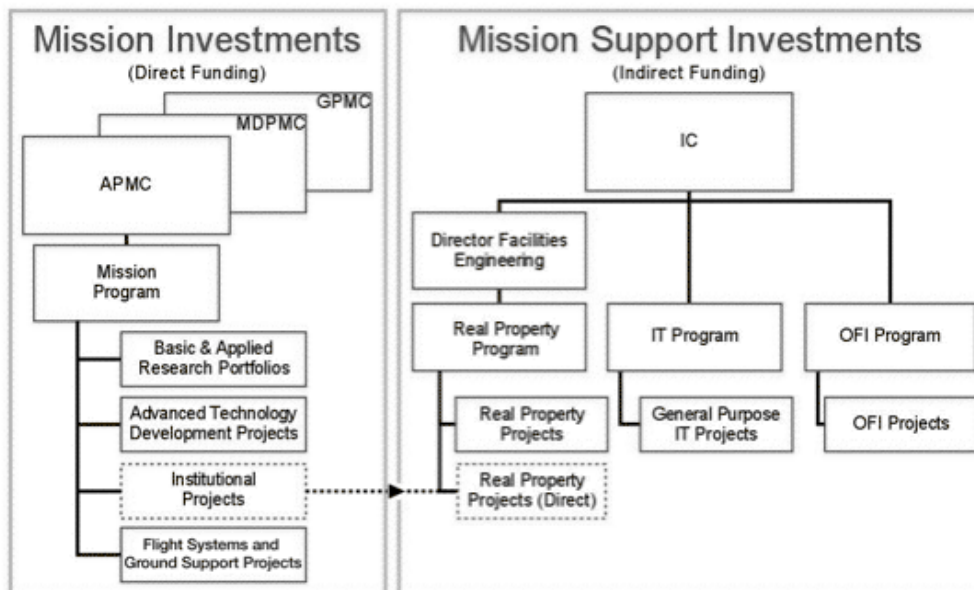 Mission Investments
(Direct Funding)
GPMC
MDPMC
APMC
Mission
Program
Basic & Applied
Research Portfolios
Advanced Technology
Development Projects
Institutional
Projects
Flight Systems and
Ground Support Projects
Mission Support Investments
(Indirect Funding)
IC
Director Facilities
Engineering
Real Property
Program
Real Property
Projects
Real Property
Projects (Direct)
IT Program
General Purpose
IT Projects
OFI Program
OFI Projects